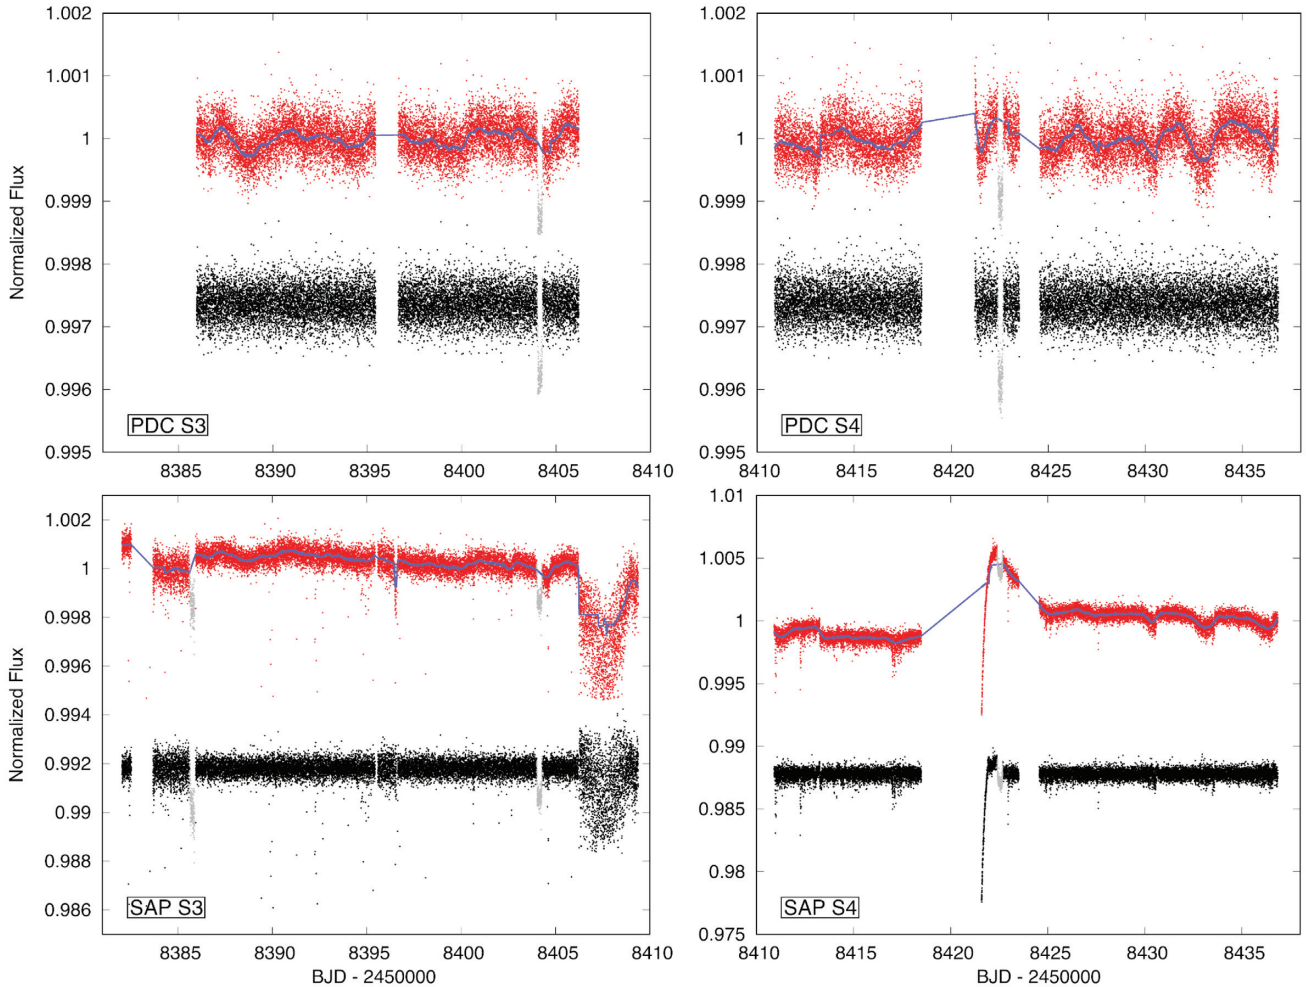 1.002
1.001
1
0.999
0.998
0.997
0.996
0.995
Normalized Flux
PDC S3
8385 8390 8395 8400 8405 8410
1.002
1.001
1
0.999
0.998
0.997
0.996
0.995
PDC S4
8410 8415 8420 8425 8430 8435
1.002
1
0.998
0.996
0.994
0.992
0.99
0.988
0.986
Normalized Flux
SAP S3
8385 8390 8395 8400 8405 8410
BJD - 2450000
1.01
1.005
1
0.995
0.99
0.985
0.98
0.975
SAP S4
8410 8415 8420 8425 8430 8435
BJD - 2450000